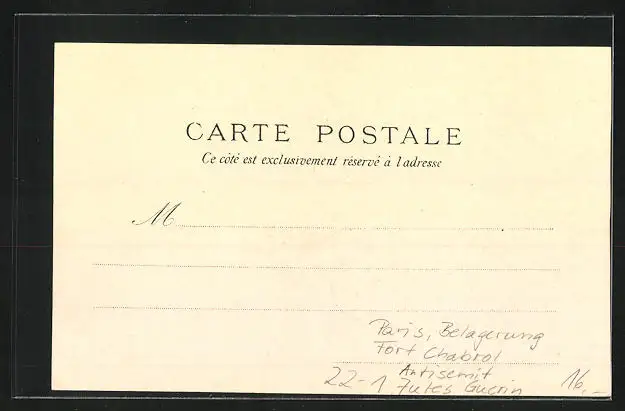 CARTE POSTALE
Ce côté est exclusivement réservé à l'adresse
M
Paris, Belagerung
Fort Chabrol
Antisemit
22-1 Jules Guerin
16,-